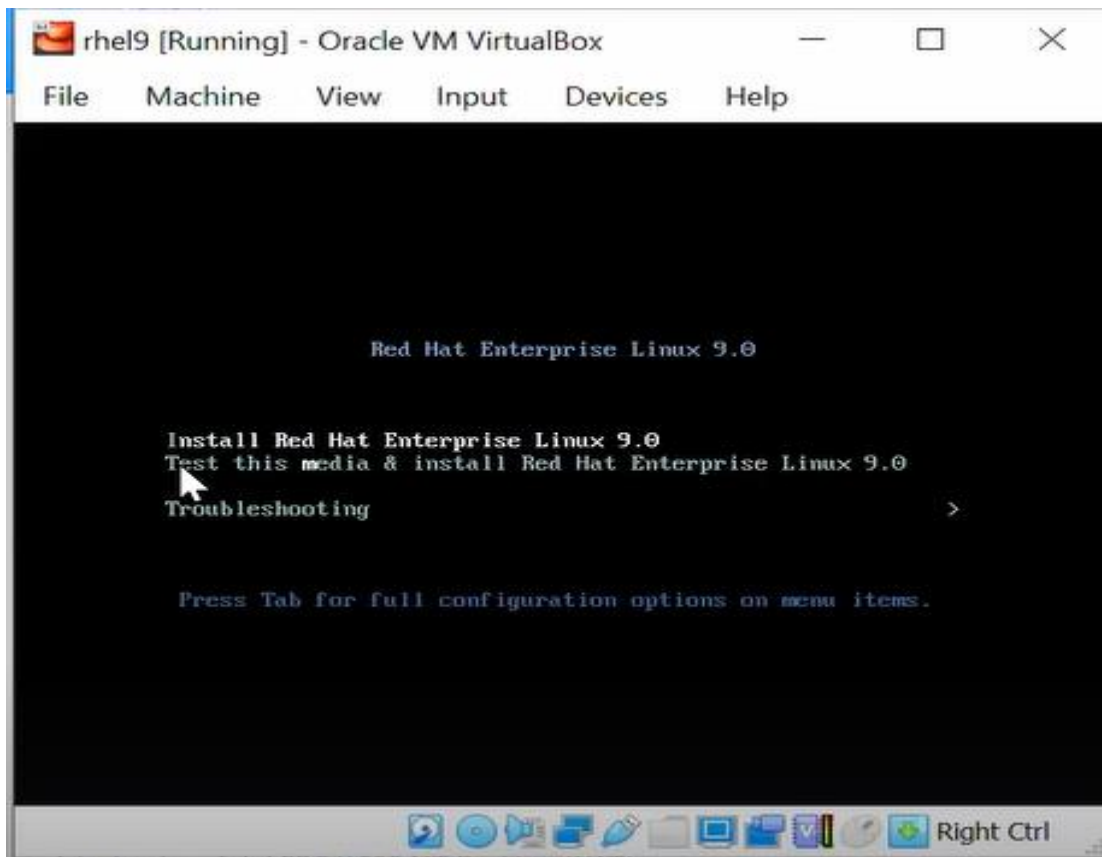 rhel9 [Running] - Oracle VM VirtualBox
File Machine View Input Devices Help
Red Hat Enterprise Linux 9.0
Install Red Hat Enterprise Linux 9.0
Test this media & install Red Hat Enterprise Linux 9.0
Troubleshooting >
Press Tab for full configuration options on menu items.
Right Ctrl